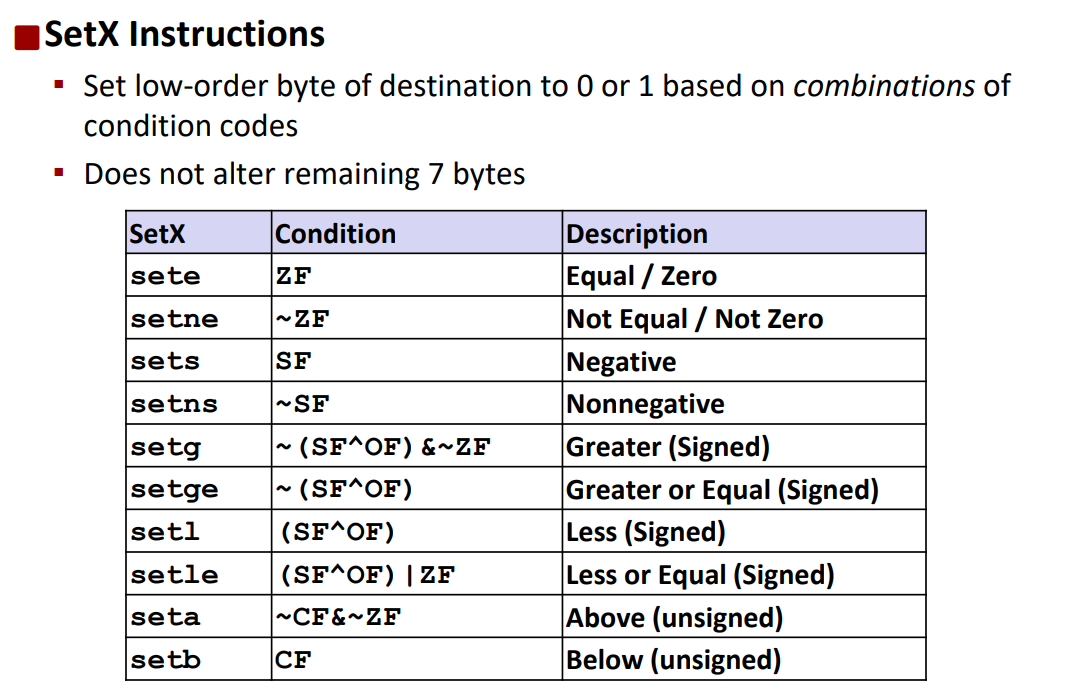 SetX Instructions
Set low-order byte of destination to 0 or 1 based on combinations of
condition codes
Does not alter remaining 7 bytes
SetX Condition Description
sete ZF Equal / Zero
setne ~ZF Not Equal / Not Zero
sets SF Negative
setns ~SF Nonnegative
setg ~(SF^OF)&~ZF Greater (Signed)
setge ~(SF^OF) Greater or Equal (Signed)
setl (SF^OF) Less (Signed)
setle (SF^OF)|ZF Less or Equal (Signed)
seta ~CF&~ZF Above (unsigned)
setb CF Below (unsigned)